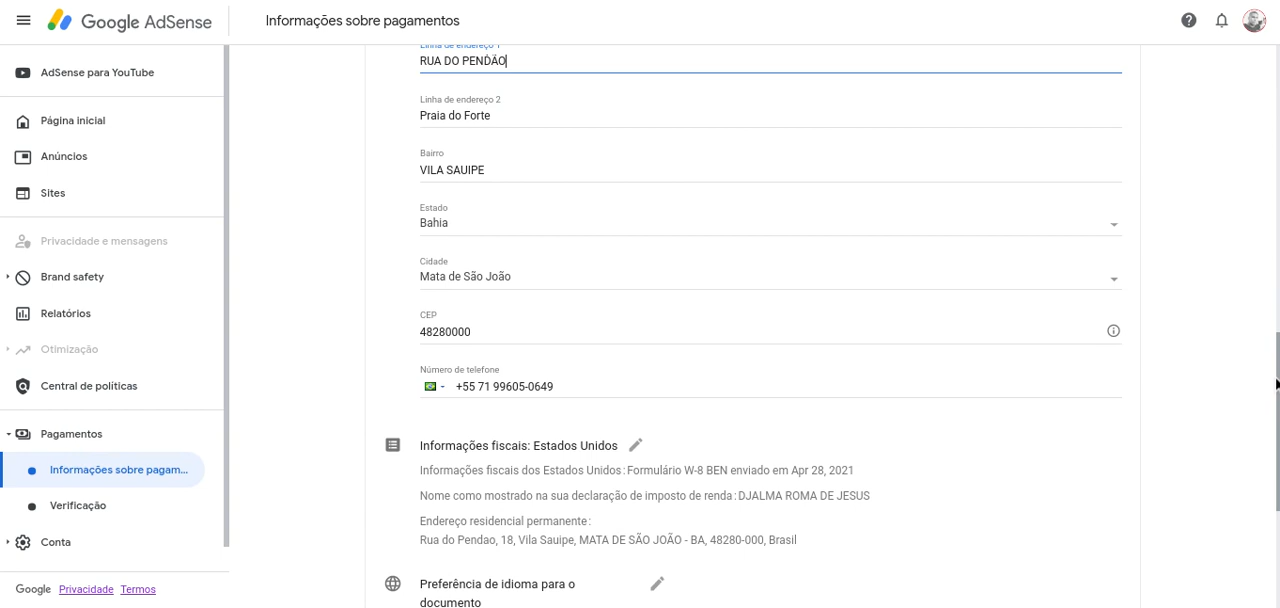 Google AdSense
Informações sobre pagamentos
AdSense para YouTube
Página inicial
Anúncios
Sites
Privacidade e mensagens
Brand safety
Relatórios
Otimização
Central de políticas
Pagamentos
Informações sobre pagam...
Verificação
Conta
Google Privacidade Termos
Linha de endereço 1
RUA DO PENDÃO
Linha de endereço 2
Praia do Forte
Bairro
VILA SAUIPE
Estado
Bahia
Cidade
Mata de São João
CEP
48280000
Número de telefone
+55 71 99605-0649
Informações fiscais: Estados Unidos
Informações fiscais dos Estados Unidos: Formulário W-8 BEN enviado em Apr 28, 2021
Nome como mostrado na sua declaração de imposto de renda: DJALMA ROMA DE JESUS
Endereço residencial permanente:
Rua do Pendao, 18, Vila Sauipe, MATA DE SÃO JOÃO - BA, 48280-000, Brasil
Preferência de idioma para o
documento